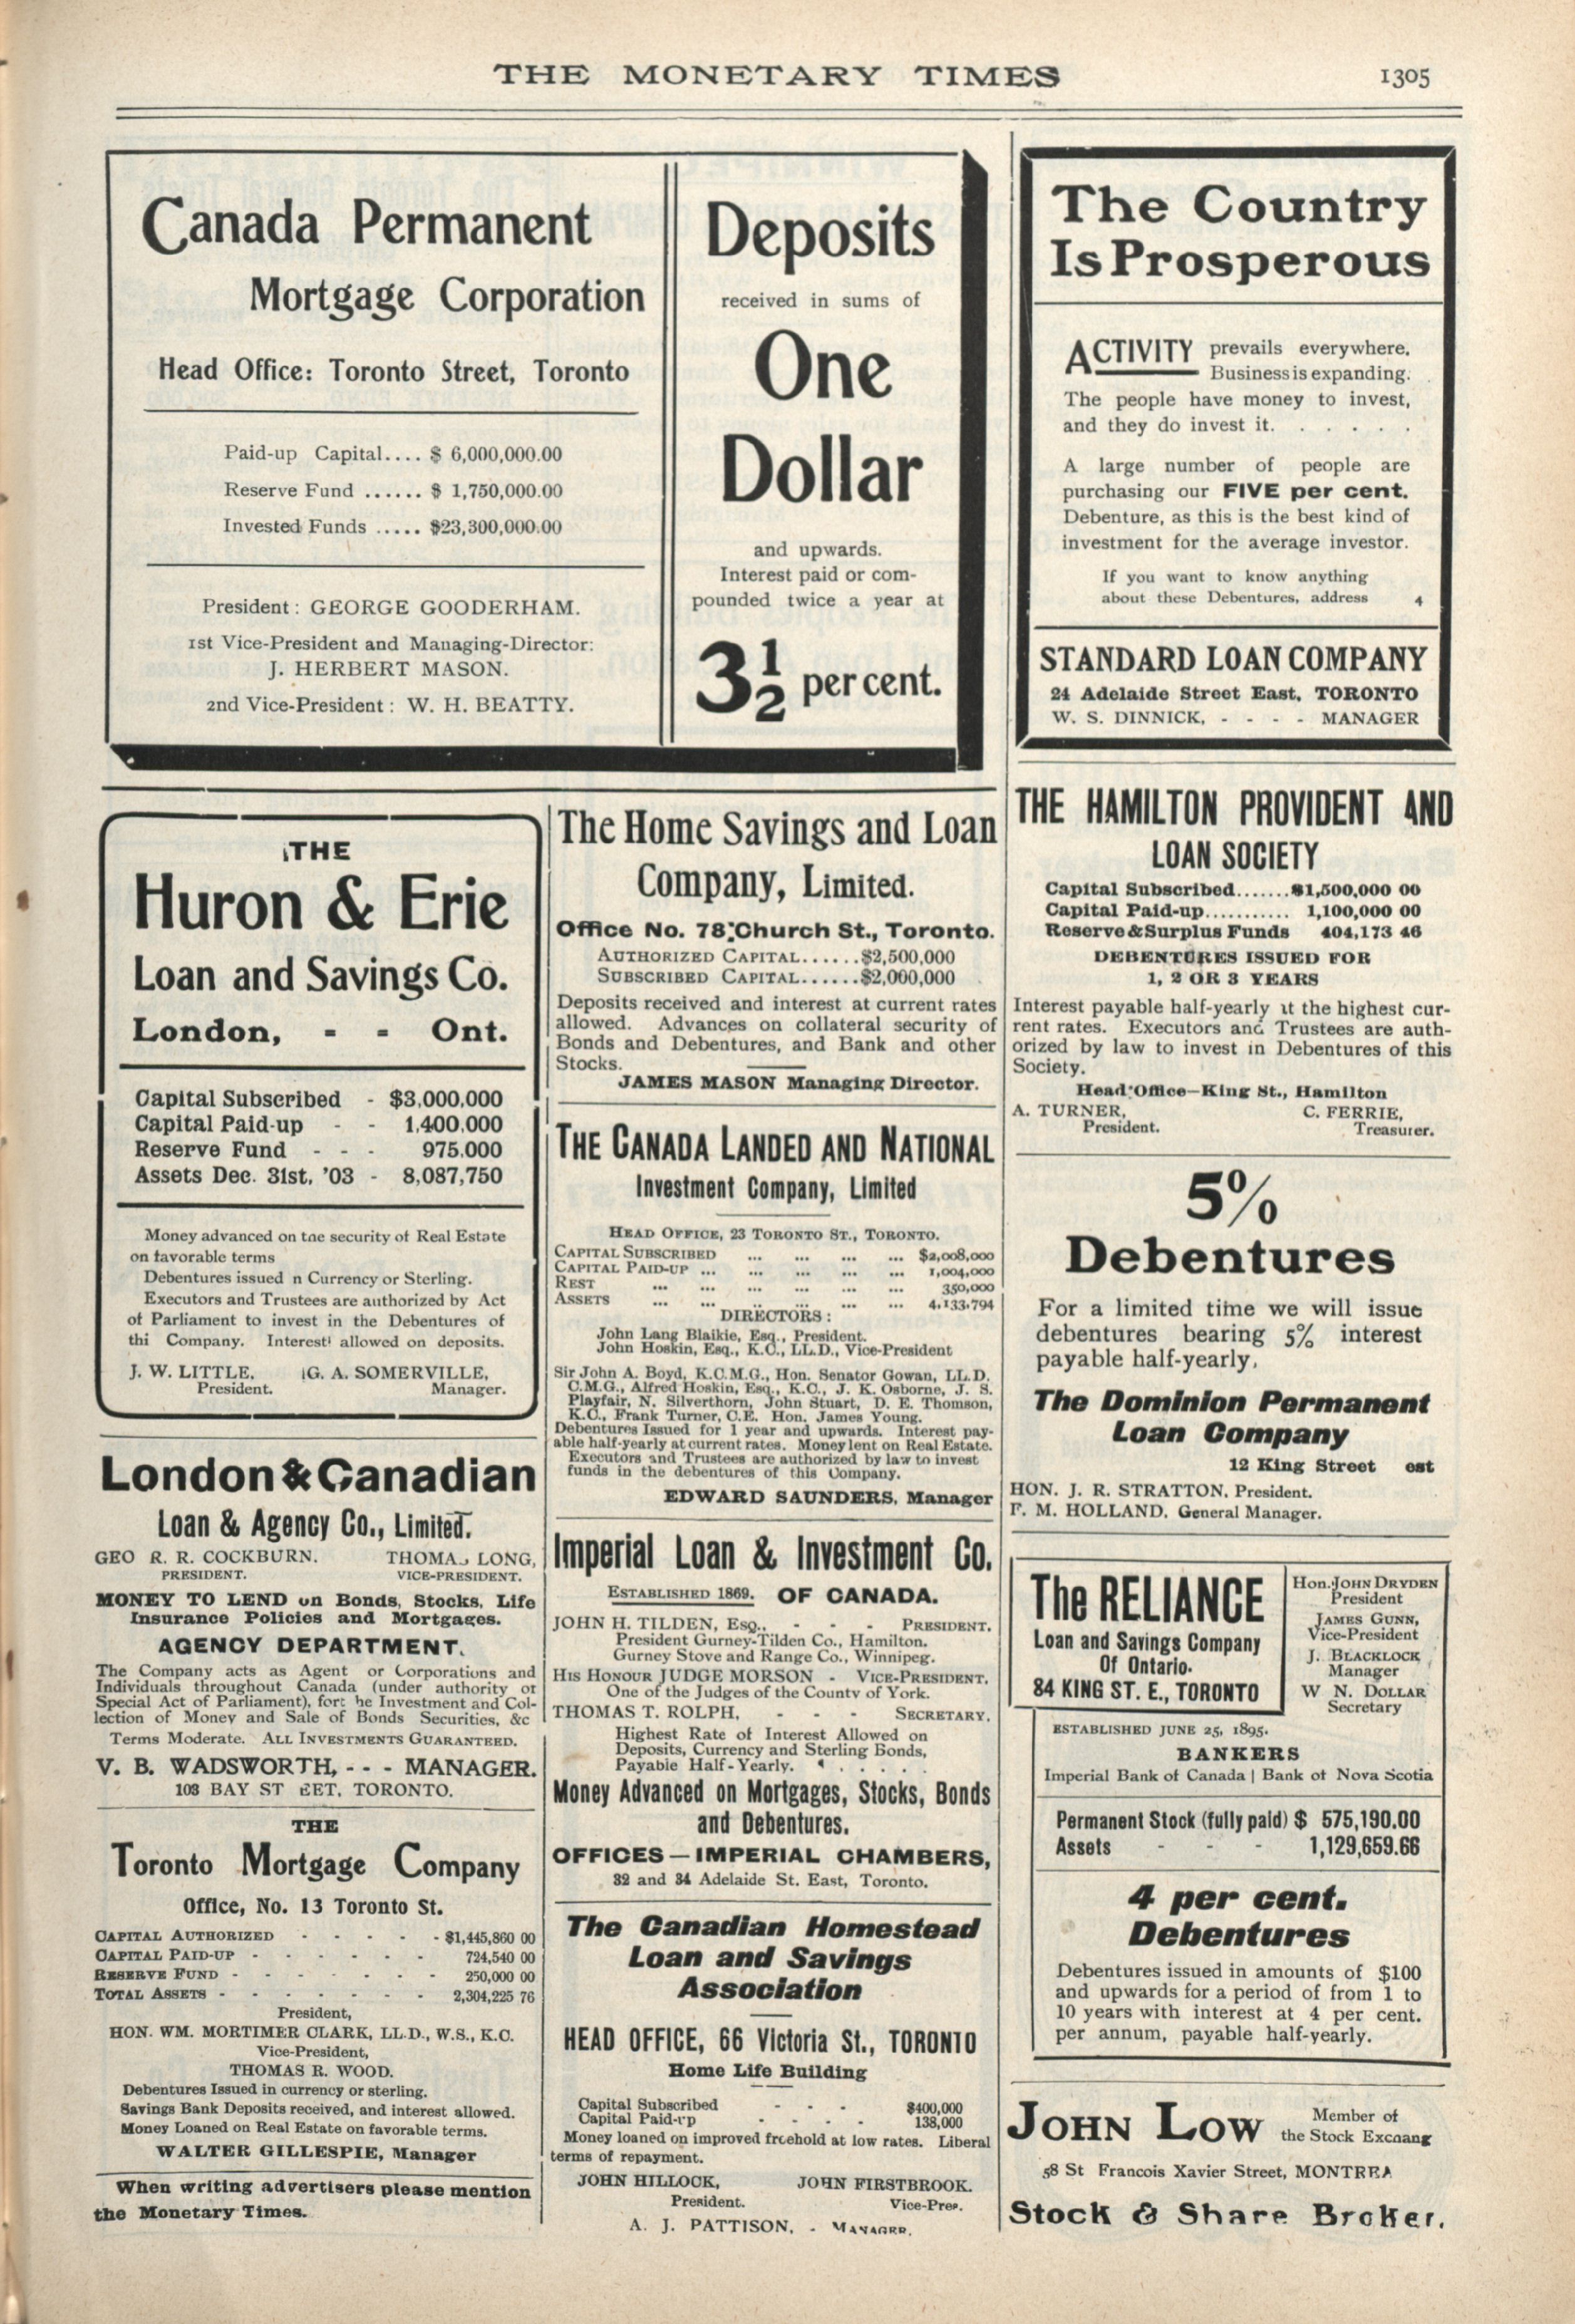 THE MONETARY TIMES 1305
Canada Permanent
Mortgage Corporation
Head Office: Toronto Street, Toronto
Paid-up Capital.... $ 6,000,000.00
Reserve Fund ...... $ 1,750,000.00
Invested Funds ..... $23,300,000.00
President : GEORGE GOODERHAM.
1st Vice-President and Managing-Director:
J. HERBERT MASON.
2nd Vice-President : W. H. BEATTY.
Deposits
received in sums of
One
Dollar
and upwards.
Interest paid or com-
pounded twice a year at
3½ per cent.
The Country
Is Prosperous
ACTIVITY prevails everywhere.
Business is expanding.
The people have money to invest,
and they do invest it. . . . . .
A large number of people are
purchasing our FIVE per cent.
Debenture, as this is the best kind of
investment for the average investor.
If you want to know anything
about these Debentures, address 4
STANDARD LOAN COMPANY
24 Adelaide Street East, TORONTO
W. S. DINNICK, - - - - MANAGER
THE
Huron & Erie
Loan and Savings Co.
London, - - Ont.
Capital Subscribed - $3,000,000
Capital Paid-up - - 1,400,000
Reserve Fund - - - 975,000
Assets Dec. 31st, '03 - 8,087,750
Money advanced on the security of Real Estate
on favorable terms
Debentures issued n Currency or Sterling.
Executors and Trustees are authorized by Act
of Parliament to invest in the Debentures of
thi Company. Interest allowed on deposits.
J. W. LITTLE, G. A. SOMERVILLE,
President. Manager.
London & Canadian
Loan & Agency Co., Limited.
GEO R. R. COCKBURN. THOMAS LONG,
PRESIDENT. VICE-PRESIDENT.
MONEY TO LEND on Bonds, Stocks, Life
Insurance Policies and Mortgages.
AGENCY DEPARTMENT.
The Company acts as Agent or Corporations and
Individuals throughout Canada (under authority of
Special Act of Parliament), for the Investment and Col-
lection of Money and Sale of Bonds Securities, &c
Terms Moderate. ALL INVESTMENTS GUARANTEED.
V. B. WADSWORTH, - - - MANAGER.
103 BAY ST EET, TORONTO.
THE
Toronto Mortgage Company
Office, No. 13 Toronto St.
CAPITAL AUTHORIZED - - - - - $1,445,860 00
CAPITAL PAID-UP - - - - - - 724,540 00
RESERVE FUND - - - - - - - 250,000 00
TOTAL ASSETS - - - - - - - 2,304,225 76
President,
HON. WM. MORTIMER CLARK, LL.D., W.S., K.C.
Vice-President,
THOMAS R. WOOD.
Debentures Issued in currency or sterling.
Savings Bank Deposits received, and interest allowed.
Money Loaned on Real Estate on favorable terms.
WALTER GILLESPIE, Manager
When writing advertisers please mention
the Monetary Times.
The Home Savings and Loan
Company, Limited.
Office No. 78 Church St., Toronto.
AUTHORIZED CAPITAL......$2,500,000
SUBSCRIBED CAPITAL......$2,000,000
Deposits received and interest at current rates
allowed. Advances on collateral security of
Bonds and Debentures, and Bank and other
Stocks.
JAMES MASON Managing Director.
THE CANADA LANDED AND NATIONAL
Investment Company, Limited
HEAD OFFICE, 23 TORONTO ST., TORONTO.
CAPITAL SUBSCRIBED ... ... ... ... $2,008,000
CAPITAL PAID-UP ... ... ... ... ... 1,004,000
REST ... ... ... ... ... ... 350,000
ASSETS ... ... ... ... ... ... 4,133,794
DIRECTORS :
John Lang Blaikie, Esq., President.
John Hoskin, Esq., K.C., LL.D., Vice-President
Sir John A. Boyd, K.C.M.G., Hon. Senator Gowan, LL.D.
C.M.G., Alfred Hoskin, Esq., K.C., J. K. Osborne, J. S.
Playfair, N. Silverthorn, John Stuart, D. E. Thomson,
K.C., Frank Turner, C.E. Hon. James Young.
Debentures Issued for 1 year and upwards. Interest pay-
able half-yearly at current rates. Money lent on Real Estate.
Executors and Trustees are authorized by law to invest
funds in the debentures of this Company.
EDWARD SAUNDERS, Manager
Imperial Loan & Investment Co.
ESTABLISHED 1869. OF CANADA.
JOHN H. TILDEN, ESQ., - - - PRESIDENT.
President Gurney-Tilden Co., Hamilton.
Gurney Stove and Range Co., Winnipeg.
HIS HONOUR JUDGE MORSON - VICE-PRESIDENT.
One of the Judges of the County of York.
THOMAS T. ROLPH, - - - SECRETARY.
Highest Rate of Interest Allowed on
Deposits, Currency and Sterling Bonds,
Payable Half-Yearly. . . . . .
Money Advanced on Mortgages, Stocks, Bonds
and Debentures.
OFFICES — IMPERIAL CHAMBERS,
32 and 34 Adelaide St. East, Toronto.
The Canadian Homestead
Loan and Savings
Association
HEAD OFFICE, 66 Victoria St., TORONTO
Home Life Building
Capital Subscribed - - - $400,000
Capital Paid-up - - - - 138,000
Money loaned on improved freehold at low rates. Liberal
terms of repayment.
JOHN HILLOCK, JOHN FIRSTBROOK.
President. Vice-Pres.
A. J. PATTISON, - MANAGER.
THE HAMILTON PROVIDENT AND
LOAN SOCIETY
Capital Subscribed.......$1,500,000 00
Capital Paid-up........... 1,100,000 00
Reserve & Surplus Funds 404,173 46
DEBENTURES ISSUED FOR
1, 2 OR 3 YEARS
Interest payable half-yearly at the highest cur-
rent rates. Executors and Trustees are auth-
orized by law to invest in Debentures of this
Society.
Head Office—King St., Hamilton
A. TURNER, C. FERRIE,
President. Treasurer.
5%
Debentures
For a limited time we will issue
debentures bearing 5% interest
payable half-yearly.
The Dominion Permanent
Loan Company
12 King Street est
HON. J. R. STRATTON, President.
F. M. HOLLAND, General Manager.
The RELIANCE
Loan and Savings Company
Of Ontario.
84 KING ST. E., TORONTO
Hon. JOHN DRYDEN
President
JAMES GUNN,
Vice-President
J. BLACKLOCK
Manager
W N. DOLLAR
Secretary
ESTABLISHED JUNE 25, 1895.
BANKERS
Imperial Bank of Canada | Bank of Nova Scotia
Permanent Stock (fully paid) $ 575,190.00
Assets - - - 1,129,659.66
4 per cent.
Debentures
Debentures issued in amounts of $100
and upwards for a period of from 1 to
10 years with interest at 4 per cent.
per annum, payable half-yearly.
JOHN LOW Member of
the Stock Exchang
58 St Francois Xavier Street, MONTREA
Stock & Share Broker.